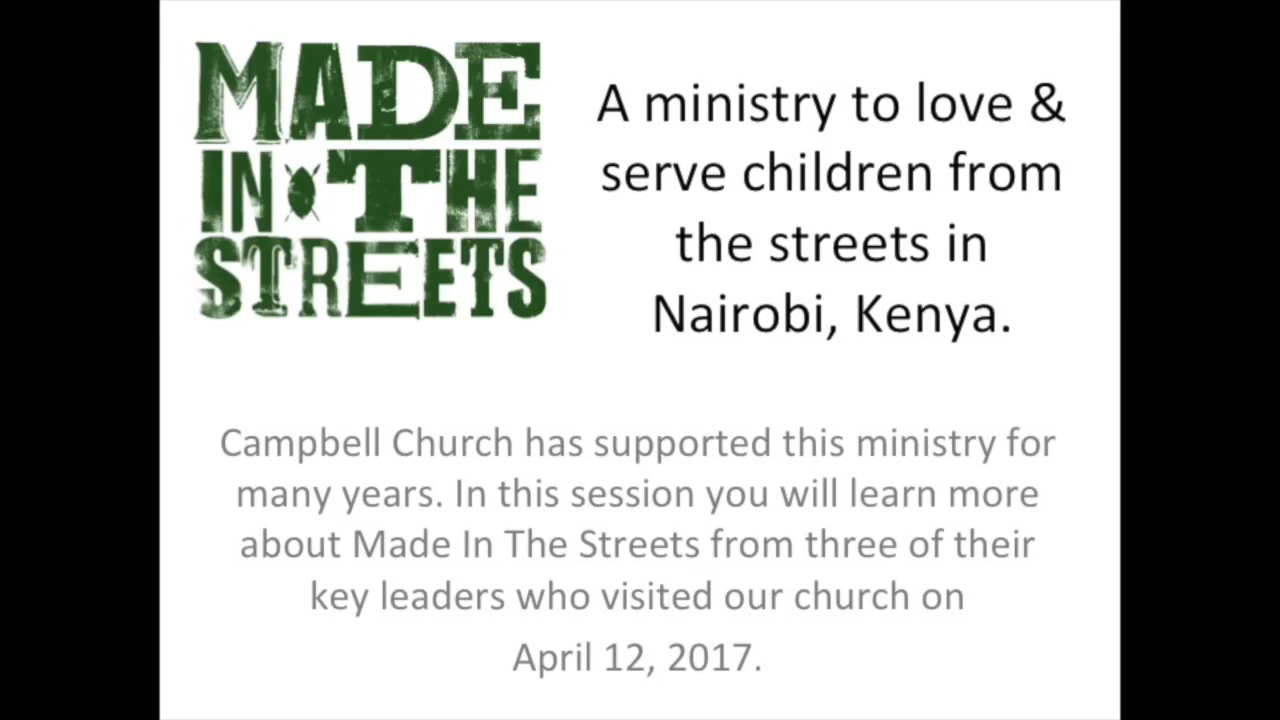 MADE
IN THE
STREETS
A ministry to love &
serve children from
the streets in
Nairobi, Kenya.
Campbell Church has supported this ministry for
many years. In this session you will learn more
about Made In The Streets from three of their
key leaders who visited our church on
April 12, 2017.